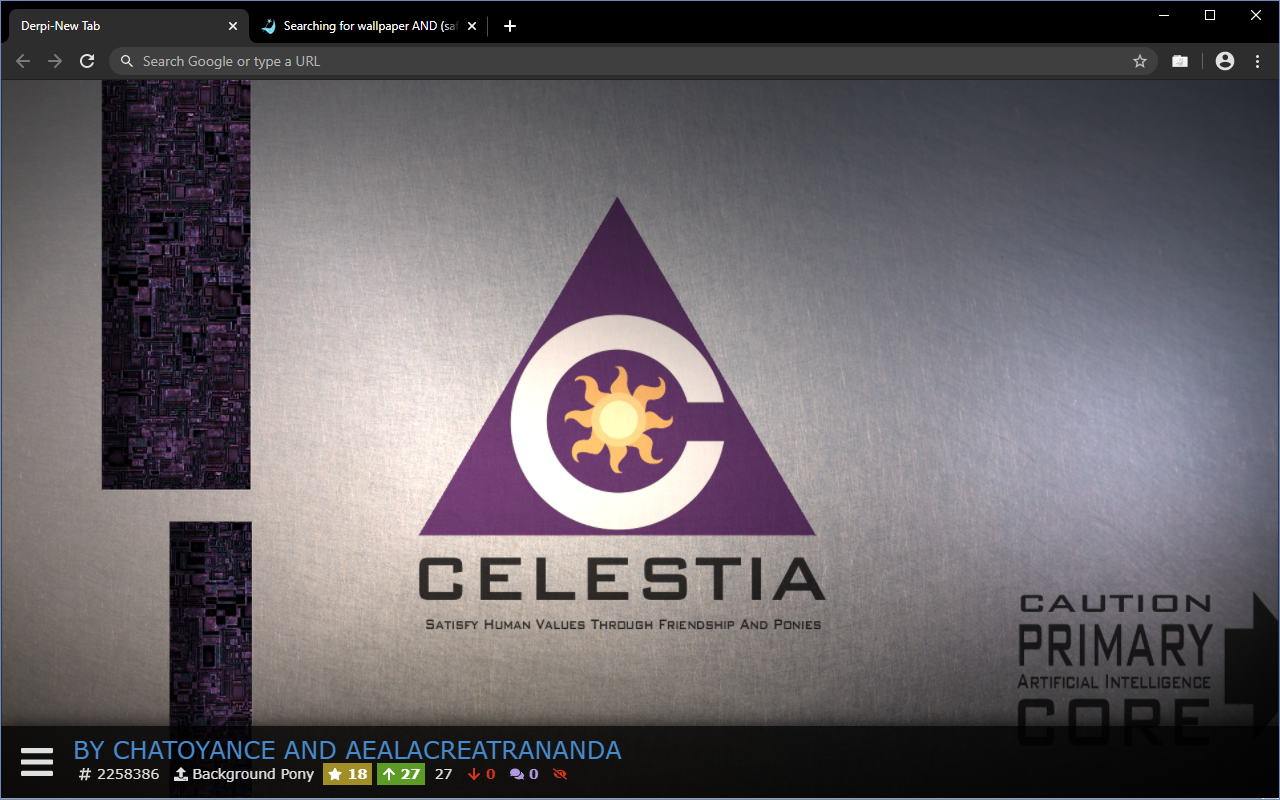 Derpi-New Tab
Searching for wallpaper AND (saf
Search Google or type a URL
C
CELESTIA
Satisfy Human Values Through Friendship And Ponies
CAUTION
PRIMARY
Artificial Intelligence
CORE
BY CHATOYANCE AND AEALACREATRANANDA
# 2258386 Background Pony 18 27 27 0 0